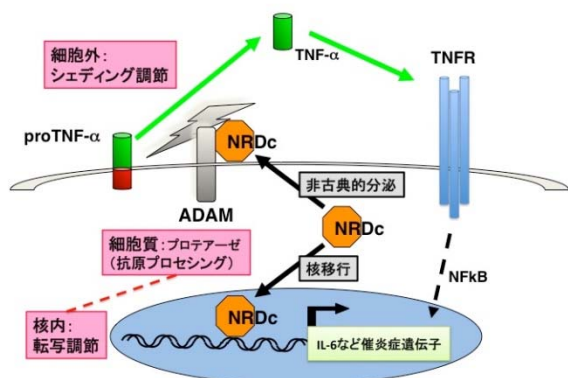 細胞外：
シェディング調節
TNF-α
TNFR
proTNF-α
NRDc
ADAM
非古典的分泌
細胞質：プロテアーゼ
（抗原プロセシング）
NRDc
核移行
NFkB
核内：
転写調節
NRDc
IL-6など催炎症遺伝子